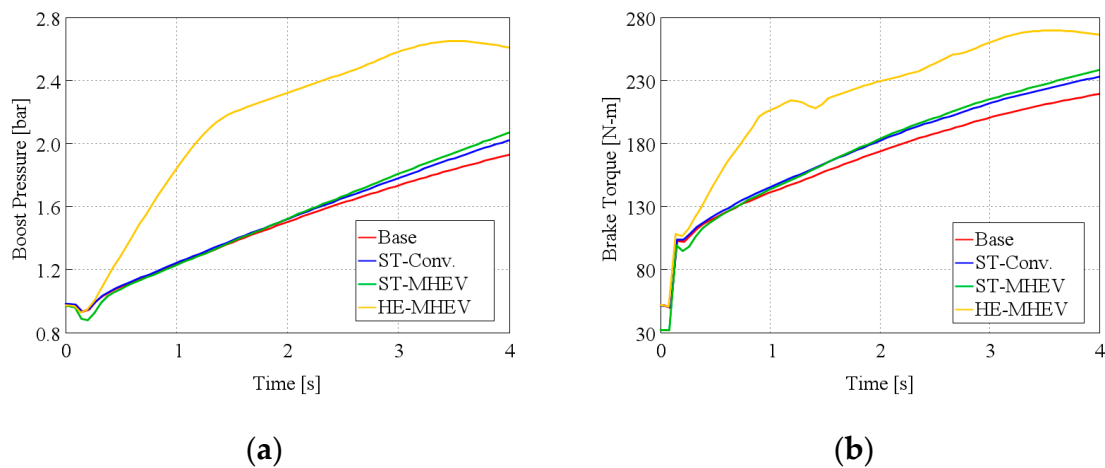 2.8
2.4
2.0
1.6
1.2
0.8
Boost Pressure [bar]
0 1 2 3 4
Time [s]
Base
ST-Conv.
ST-MHEV
HE-MHEV
(a)
280
230
180
130
80
30
Brake Torque [N-m]
0 1 2 3 4
Time [s]
Base
ST-Conv.
ST-MHEV
HE-MHEV
(b)